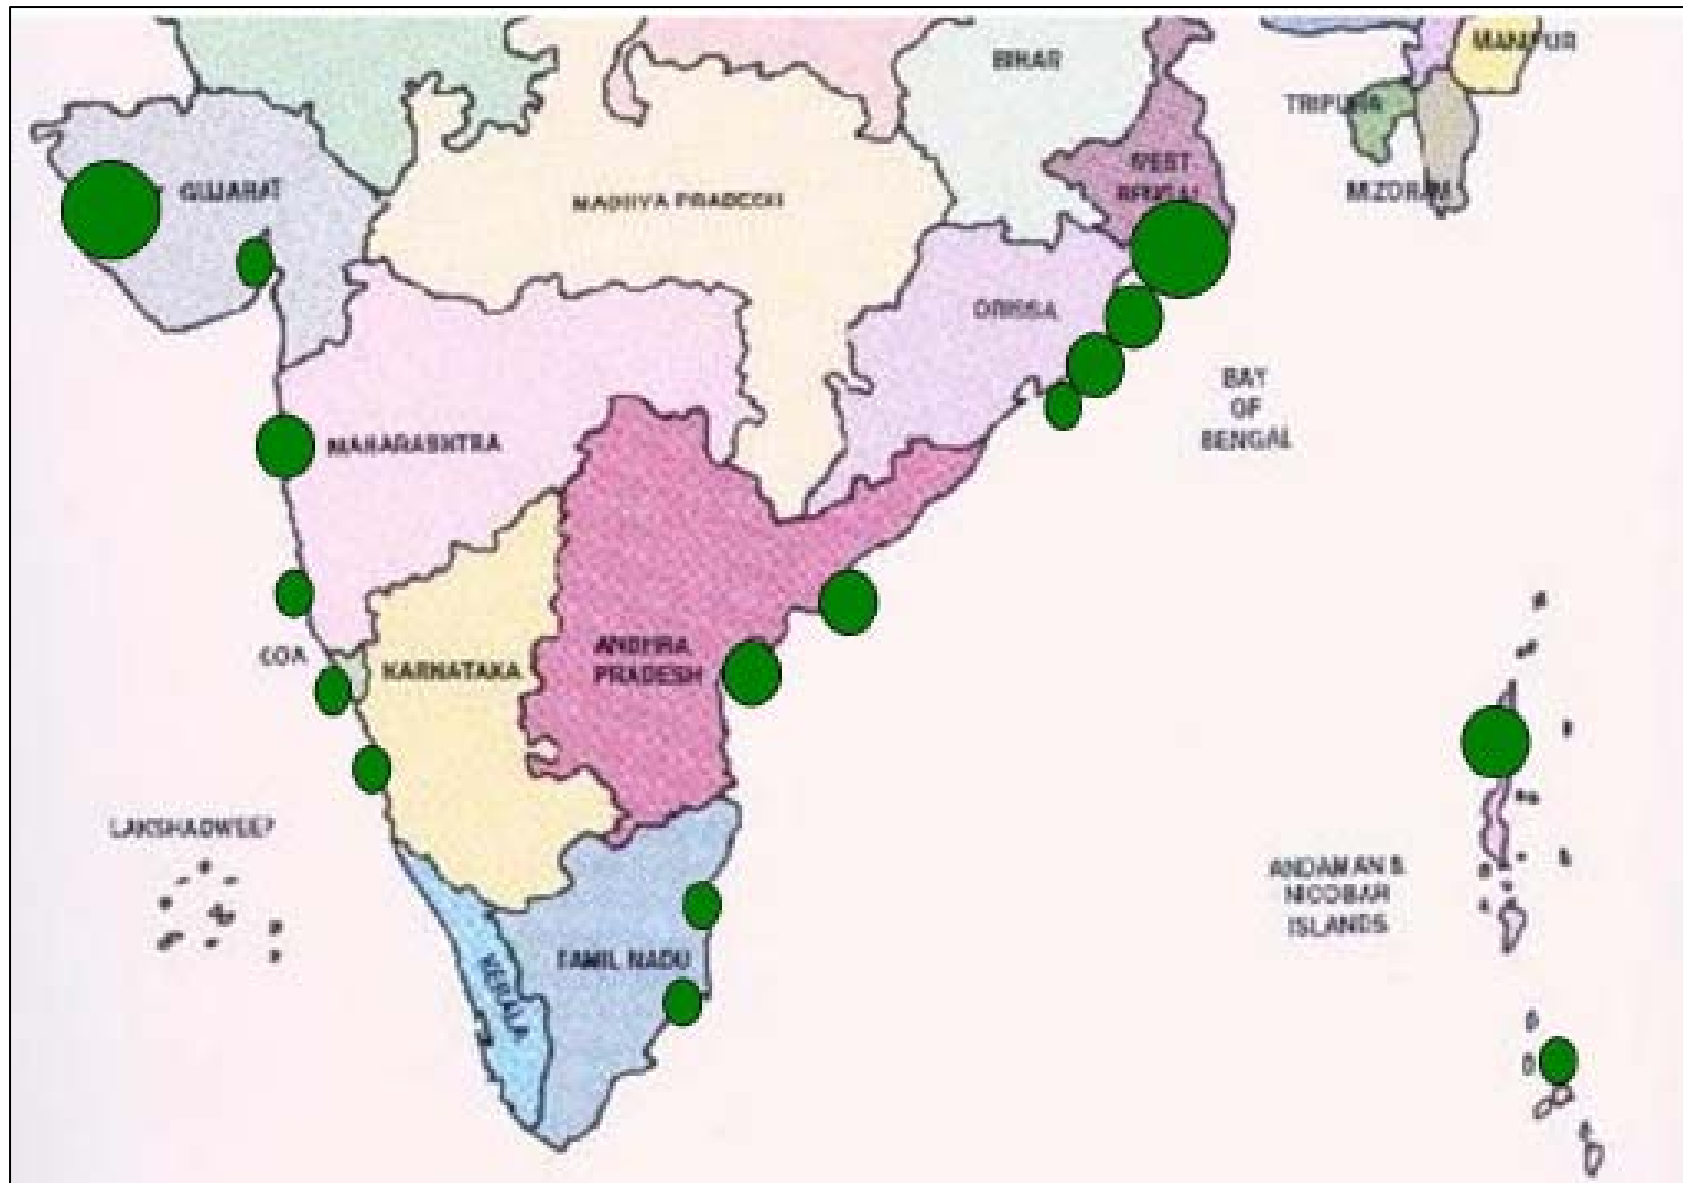 BIHAR
MANIPUR
TRIPURA
WEST
BENGAL
MIZORAM
GUJARAT
MADHYA PRADESH
ORISSA
BAY
OF
BENGAL
MAHARASHTRA
GOA
KARNATAKA
ANDHRA
PRADESH
LAKSHADWEEP
ANDAMAN &
NICOBAR
ISLANDS
TAMIL NADU
KERALA